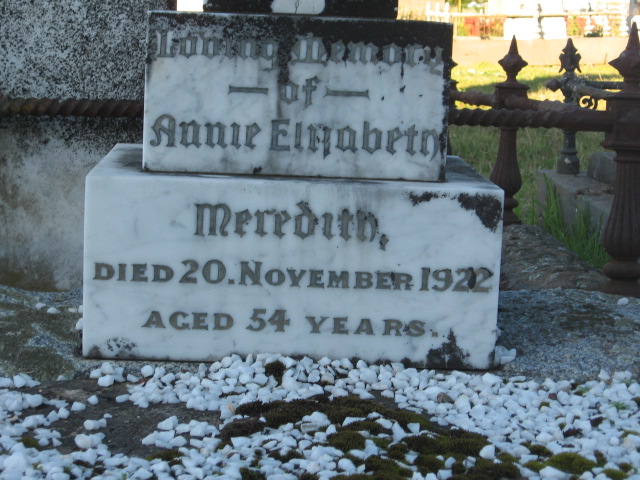 Loving Memory
— of —
Annie Elizabeth
Meredith,
DIED 20. NOVEMBER 1922
AGED 54 YEARS.